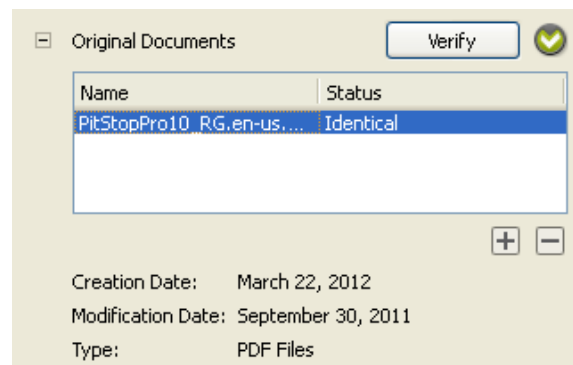 Original Documents Verify
Name Status
PitStopPro10_RG.en-us.... Identical
Creation Date: March 22, 2012
Modification Date: September 30, 2011
Type: PDF Files